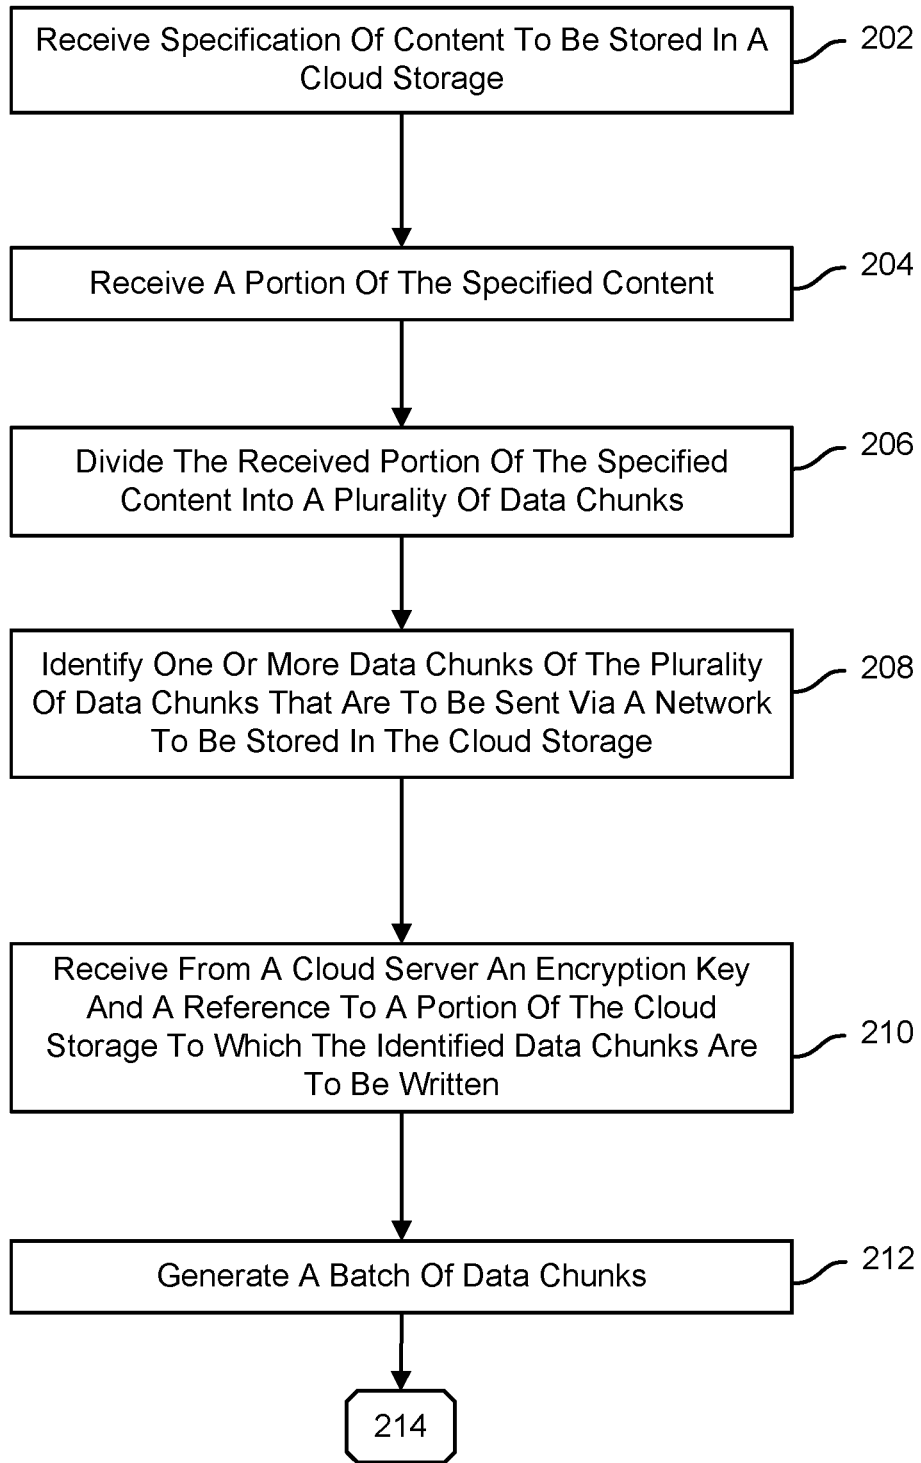 Receive Specification Of Content To Be Stored In A
Cloud Storage
202
Receive A Portion Of The Specified Content
204
Divide The Received Portion Of The Specified
Content Into A Plurality Of Data Chunks
206
Identify One Or More Data Chunks Of The Plurality
Of Data Chunks That Are To Be Sent Via A Network
To Be Stored In The Cloud Storage
208
Receive From A Cloud Server An Encryption Key
And A Reference To A Portion Of The Cloud
Storage To Which The Identified Data Chunks Are
To Be Written
210
Generate A Batch Of Data Chunks
212
214